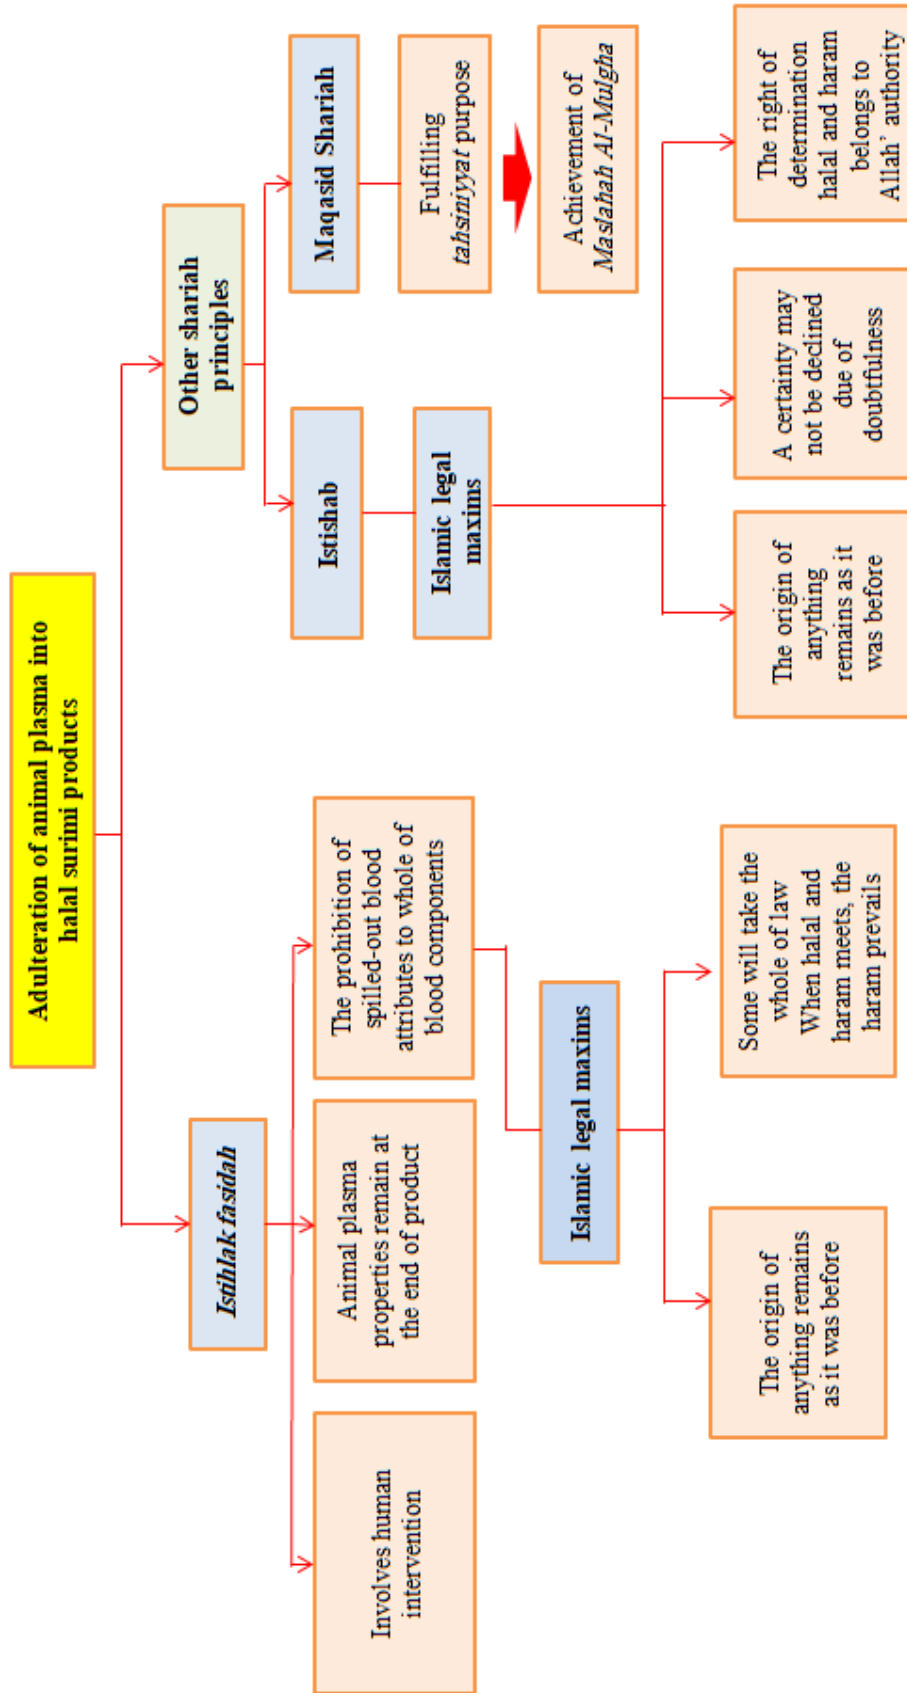 Adulteration of animal plasma into
halal surimi products
Istihlak fasidah
Other shariah
principles
Involves human
intervention
Animal plasma
properties remain at
the end of product
The prohibition of
spilled-out blood
attributes to whole of
blood components
Istishab
Maqasid Shariah
Islamic legal
maxims
Fulfilling
tahsiniyyat purpose
Achievement of
Maslahah Al-Mulgha
Islamic legal maxims
The origin of
anything remains
as it was before
Some will take the
whole of law
When halal and
haram meets, the
haram prevails
The origin of
anything
remains as it
was before
A certainty may
not be declined
due of
doubtfulness
The right of
determination
halal and haram
belongs to
Allah' authority